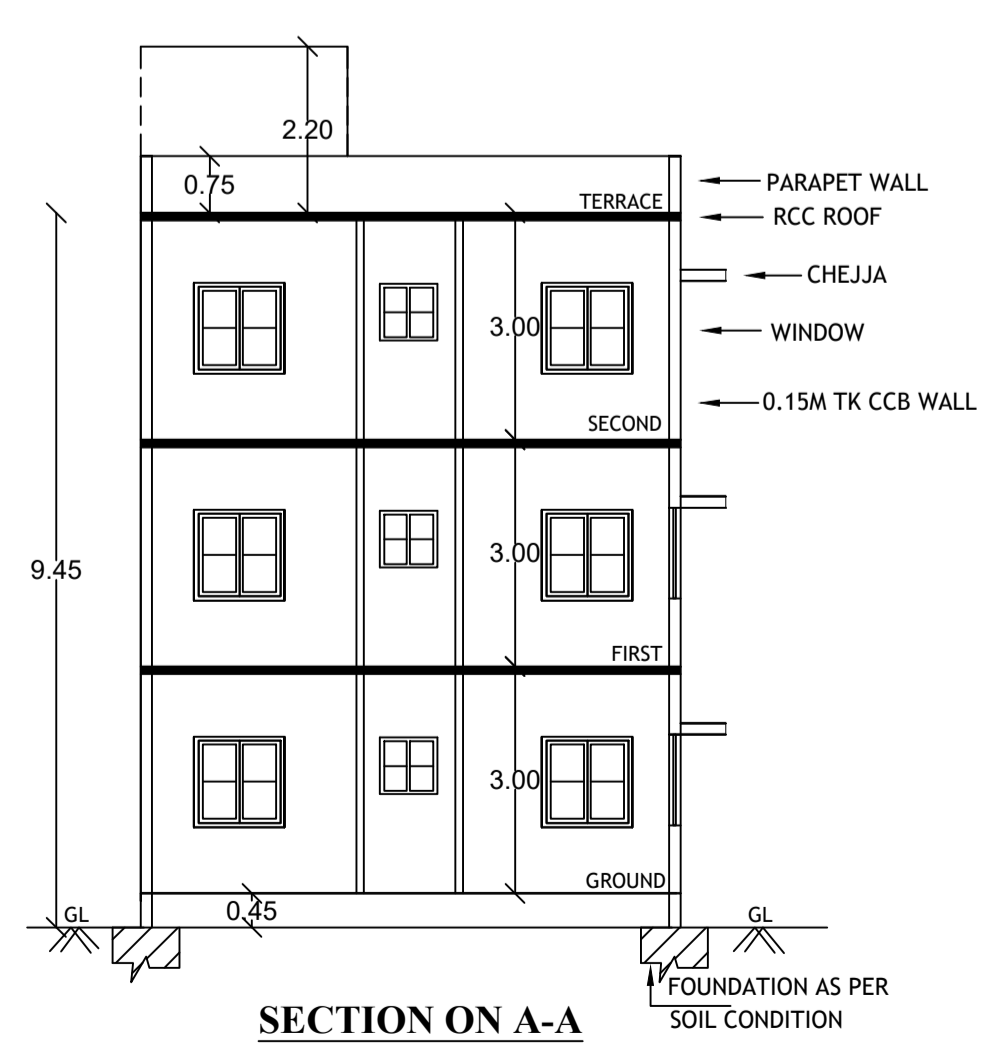 2.20
0.75
TERRACE
PARAPET WALL
RCC ROOF
CHEJJA
3.00
WINDOW
0.15M TK CCB WALL
SECOND
3.00
9.45
FIRST
3.00
GROUND
0.45
GL
GL
FOUNDATION AS PER
SOIL CONDITION
SECTION ON A-A